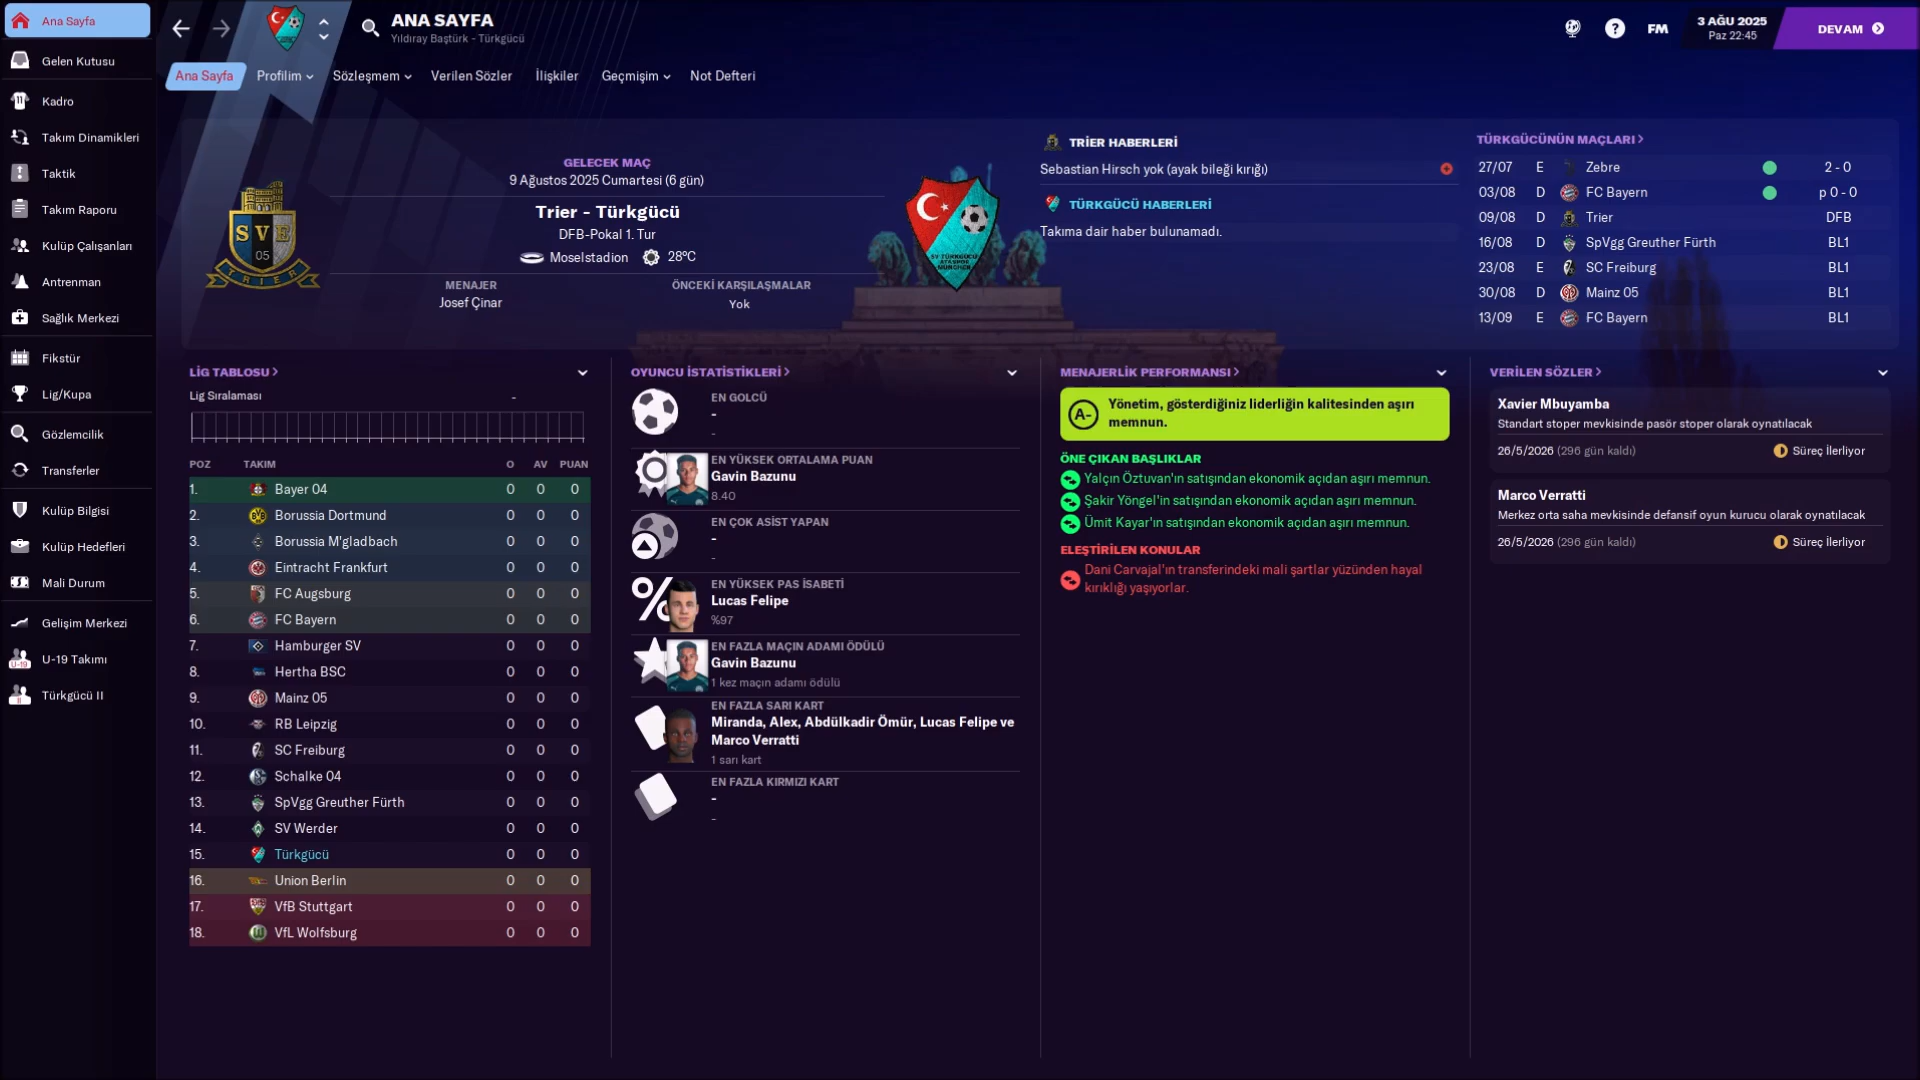 Ana Sayfa
Gelen Kutusu
Kadro
Takım Dinamikleri
Taktik
Takım Raporu
Kulüp Çalışanları
Antrenman
Sağlık Merkezi
Fikstür
Lig/Kupa
Gözlemcilik
Transferler
Kulüp Bilgisi
Kulüp Hedefleri
Mali Durum
Gelişim Merkezi
U-19 Takımı
Türkgücü II
ANA SAYFA
Yıldıray Baştürk - Türkgücü
FM
3 AĞU 2025
Paz 22:45
DEVAM
Ana Sayfa Profilim Sözleşmem Verilen Sözler İlişkiler Geçmişim Not Defteri
GELECEK MAÇ
9 Ağustos 2025 Cumartesi (6 gün)
Trier - Türkgücü
DFB-Pokal 1. Tur
Moselstadion 28°C
MENAJER
Josef Çinar
ÖNCEKİ KARŞILAŞMALAR
Yok
SVE
05
TRIER
SV TÜRKGÜCÜ
ATASPOR
MÜNCHEN
TRİER HABERLERİ
Sebastian Hirsch yok (ayak bileği kırığı)
TÜRKGÜCÜ HABERLERİ
Takıma dair haber bulunamadı.
TÜRKGÜCÜNÜN MAÇLARI
27/07 E Zebre 2 - 0
03/08 D FC Bayern p 0 - 0
09/08 D Trier DFB
16/08 D SpVgg Greuther Fürth BL1
23/08 E SC Freiburg BL1
30/08 D Mainz 05 BL1
13/09 E FC Bayern BL1
LİG TABLOSU
Lig Sıralaması -
POZ TAKIM O AV PUAN
1. Bayer 04 0 0 0
2. Borussia Dortmund 0 0 0
3. Borussia M'gladbach 0 0 0
4. Eintracht Frankfurt 0 0 0
5. FC Augsburg 0 0 0
6. FC Bayern 0 0 0
7. Hamburger SV 0 0 0
8. Hertha BSC 0 0 0
9. Mainz 05 0 0 0
10. RB Leipzig 0 0 0
11. SC Freiburg 0 0 0
12. Schalke 04 0 0 0
13. SpVgg Greuther Fürth 0 0 0
14. SV Werder 0 0 0
15. Türkgücü 0 0 0
16. Union Berlin 0 0 0
17. VfB Stuttgart 0 0 0
18. VfL Wolfsburg 0 0 0
OYUNCU İSTATİSTİKLERİ
EN GOLCÜ
-
-
EN YÜKSEK ORTALAMA PUAN
Gavin Bazunu
8.40
EN ÇOK ASİST YAPAN
-
-
EN YÜKSEK PAS İSABETİ
Lucas Felipe
%97
EN FAZLA MAÇIN ADAMI ÖDÜLÜ
Gavin Bazunu
1 kez maçın adamı ödülü
EN FAZLA SARI KART
Miranda, Alex, Abdülkadir Ömür, Lucas Felipe ve
Marco Verratti
1 sarı kart
EN FAZLA KIRMIZI KART
-
-
MENAJERLİK PERFORMANSI
A-
Yönetim, gösterdiğiniz liderliğin kalitesinden aşırı
memnun.
ÖNE ÇIKAN BAŞLIKLAR
Yalçın Öztuvan'ın satışından ekonomik açıdan aşırı memnun.
Şakir Yöngel'in satışından ekonomik açıdan aşırı memnun.
Ümit Kayar'ın satışından ekonomik açıdan aşırı memnun.
ELEŞTİRİLEN KONULAR
Dani Carvajal'ın transferindeki mali şartlar yüzünden hayal
kırıklığı yaşıyorlar.
VERİLEN SÖZLER
Xavier Mbuyamba
Standart stoper mevkisinde pasör stoper olarak oynatılacak
26/5/2026 (296 gün kaldı) Süreç İlerliyor
Marco Verratti
Merkez orta saha mevkisinde defansif oyun kurucu olarak oynatılacak
26/5/2026 (296 gün kaldı) Süreç İlerliyor